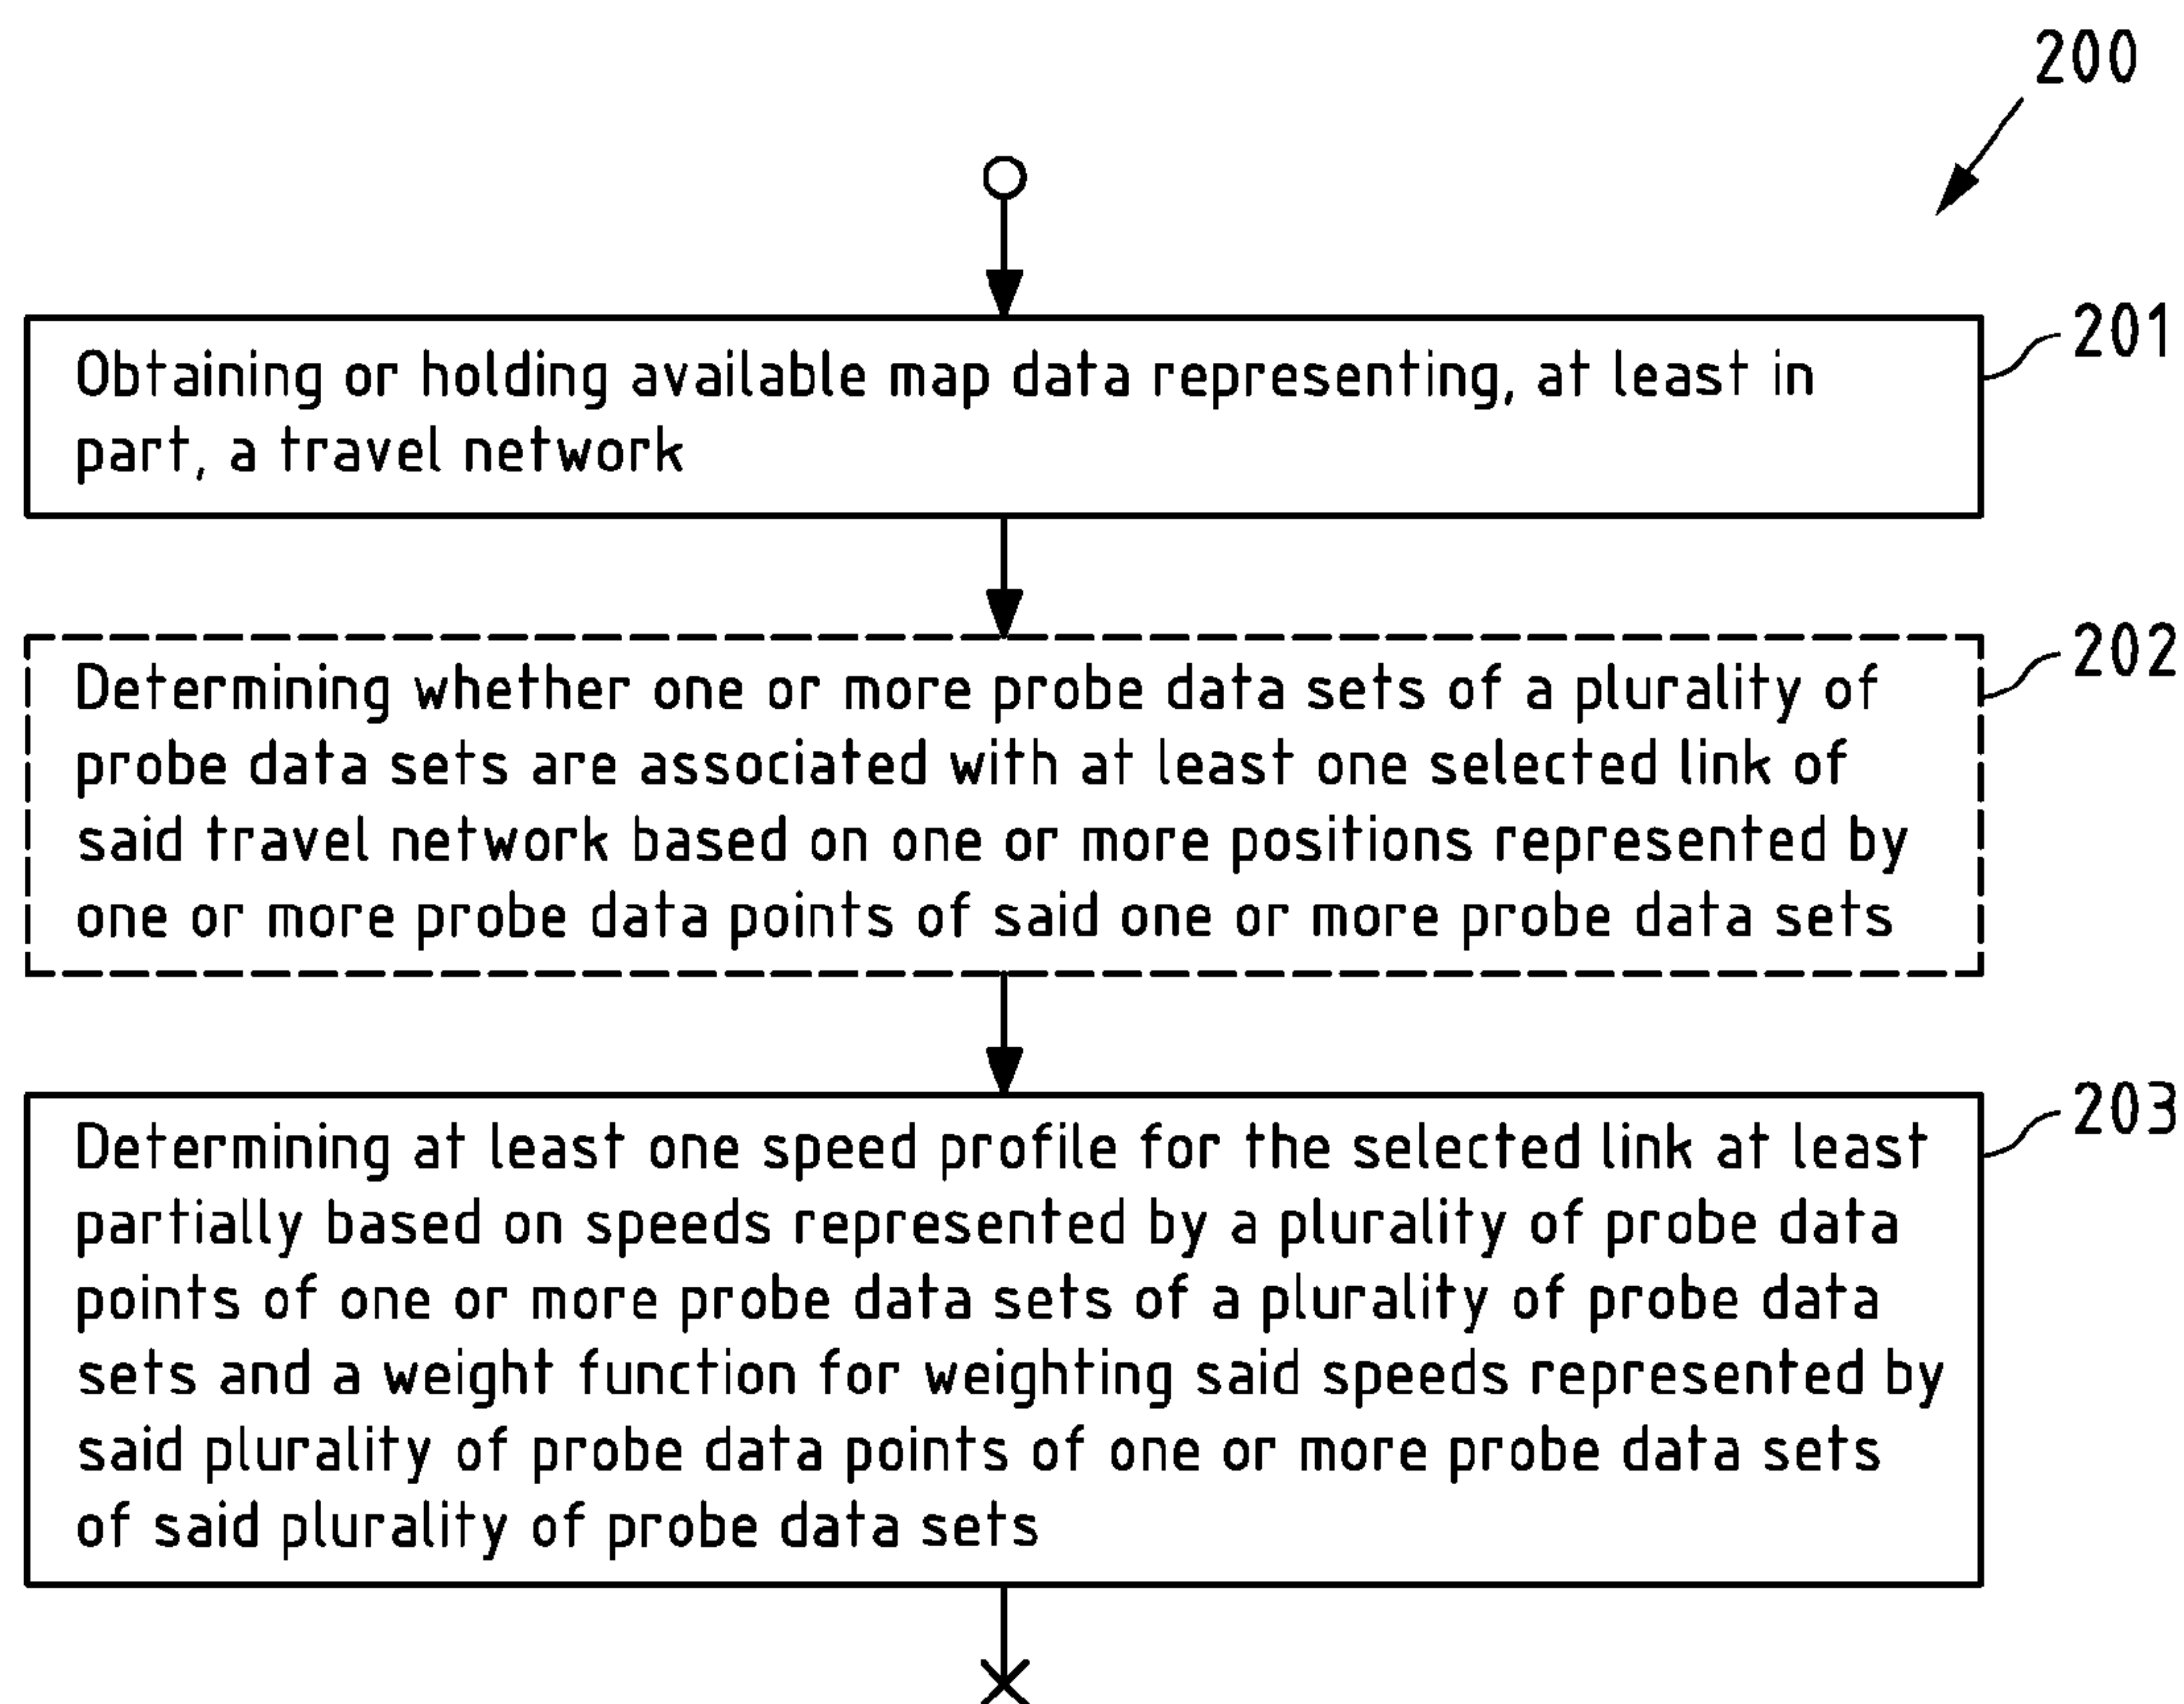 200
201
Obtaining or holding available map data representing, at least in
part, a travel network
202
Determining whether one or more probe data sets of a plurality of
probe data sets are associated with at least one selected link of
said travel network based on one or more positions represented by
one or more probe data points of said one or more probe data sets
203
Determining at least one speed profile for the selected link at least
partially based on speeds represented by a plurality of probe data
points of one or more probe data sets of a plurality of probe data
sets and a weight function for weighting said speeds represented by
said plurality of probe data points of one or more probe data sets
of said plurality of probe data sets